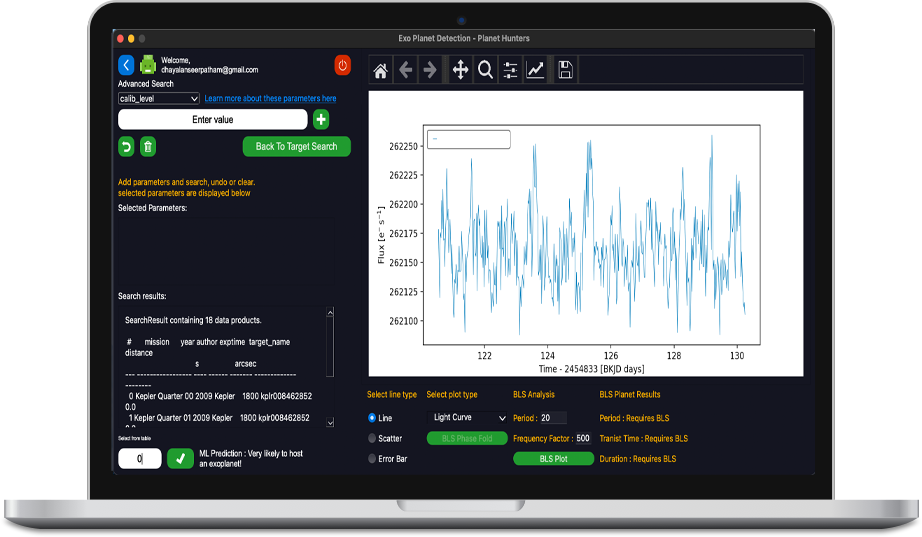 Exo Planet Detection - Planet Hunters
Welcome,
dhayalanseerpatham@gmail.com
Advanced Search
calib_level
Learn more about these parameters here
Enter value
Back To Target Search
Add parameters and search, undo or clear.
selected parameters are displayed below
Selected Parameters:
Search results:
SearchResult containing 18 data products.
# mission year author exptime target_name
distance
s arcsec
--- ----------------- ---- ------ ------- -------------
--------
0 Kepler Quarter 00 2009 Kepler 1800 kplr008462852
0.0
1 Kepler Quarter 01 2009 Kepler 1800 kplr008462852
0.0
Select from table
0
ML Prediction : Very likely to host
an exoplanet!
262250
262225
262200
262175
262150
262125
262100
Flux [e⁻ s⁻¹]
122 124 126 128 130
Time - 2454833 [BKJD days]
Select line type
Line
Scatter
Error Bar
Select plot type
Light Curve
BLS Phase Fold
BLS Analysis
Period : 20
Frequency Factor : 500
BLS Plot
BLS Planet Results
Period : Requires BLS
Tranist Time : Requires BLS
Duration : Requires BLS